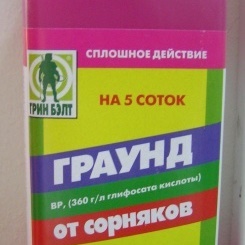 СПЛОШНОЕ ДЕЙСТВИЕ
ГРИН БЭЛТ
НА 5 СОТОК
ГРАУНД
ВР, (360 г/л глифосата кислоты)
от сорняков